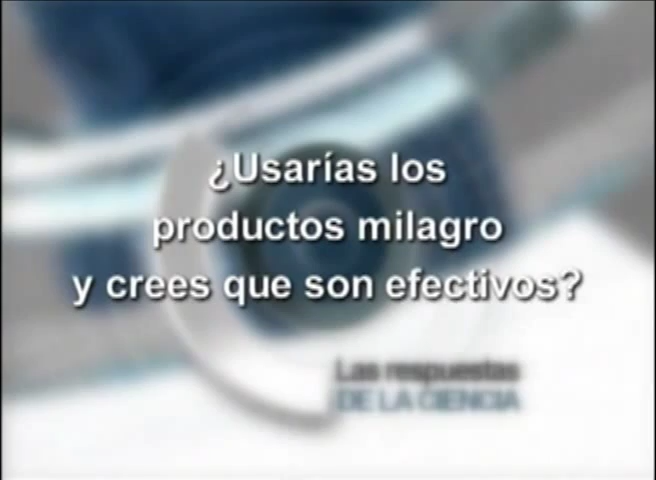 ¿Usarías los
productos milagro
y crees que son efectivos?
Las respuestas
DE LA CIENCIA